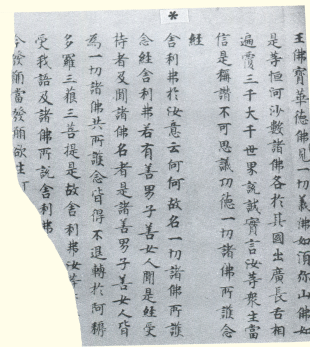 *
王佛寶華德佛見一切義佛如須弥山佛如
是等恒河沙數諸佛各於其國出廣長舌相
遍覆三千大千世界說誠實言汝等衆生當
信是稱讃不可思議功德一切諸佛所護念
經
舍利弗於汝意云何何故名一切諸佛所護
念經舍利弗若有善男子善女人聞是經受
持者及聞諸佛名者是諸善男子善女人皆
為一切諸佛共所護念皆得不退轉於阿耨
多羅三藐三菩提是故舍利弗汝等
受我語及諸佛所說舍利弗
今發願當發願欲生